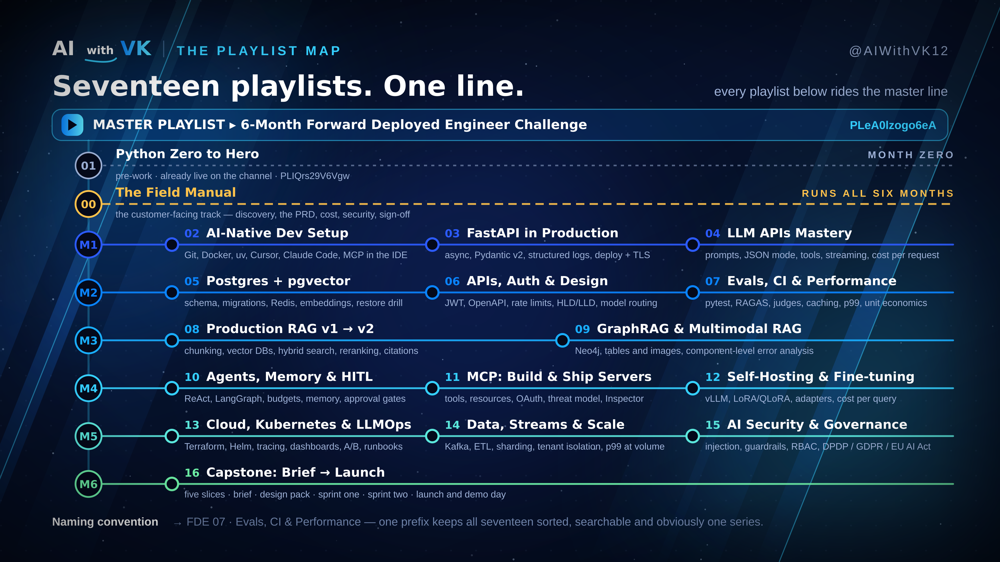 AI with VK THE PLAYLIST MAP @AIWithVK12
Seventeen playlists. One line. every playlist below rides the master line
MASTER PLAYLIST ▸ 6-Month Forward Deployed Engineer Challenge PLeA0lzogo6eA
Python Zero to Hero MONTH ZERO
01
pre-work · already live on the channel · PLIQrs29V6Vgw
The Field Manual RUNS ALL SIX MONTHS
00
the customer-facing track — discovery, the PRD, cost, security, sign-off
02 AI-Native Dev Setup 03 FastAPI in Production 04 LLM APIs Mastery
M1
Git, Docker, uv, Cursor, Claude Code, MCP in the IDE async, Pydantic v2, structured logs, deploy + TLS prompts, JSON mode, tools, streaming, cost per request
05 Postgres + pgvector 06 APIs, Auth & Design 07 Evals, CI & Performance
M2
schema, migrations, Redis, embeddings, restore drill JWT, OpenAPI, rate limits, HLD/LLD, model routing pytest, RAGAS, judges, caching, p99, unit economics
08 Production RAG v1 → v2 09 GraphRAG & Multimodal RAG
M3
chunking, vector DBs, hybrid search, reranking, citations Neo4j, tables and images, component-level error analysis
10 Agents, Memory & HITL 11 MCP: Build & Ship Servers 12 Self-Hosting & Fine-tuning
M4
ReAct, LangGraph, budgets, memory, approval gates tools, resources, OAuth, threat model, Inspector vLLM, LoRA/QLoRA, adapters, cost per query
13 Cloud, Kubernetes & LLMOps 14 Data, Streams & Scale 15 AI Security & Governance
M5
Terraform, Helm, tracing, dashboards, A/B, runbooks Kafka, ETL, sharding, tenant isolation, p99 at volume injection, guardrails, RBAC, DPDP / GDPR / EU AI Act
16 Capstone: Brief → Launch
M6
five slices · brief · design pack · sprint one · sprint two · launch and demo day
Naming convention → FDE 07 · Evals, CI & Performance — one prefix keeps all seventeen sorted, searchable and obviously one series.